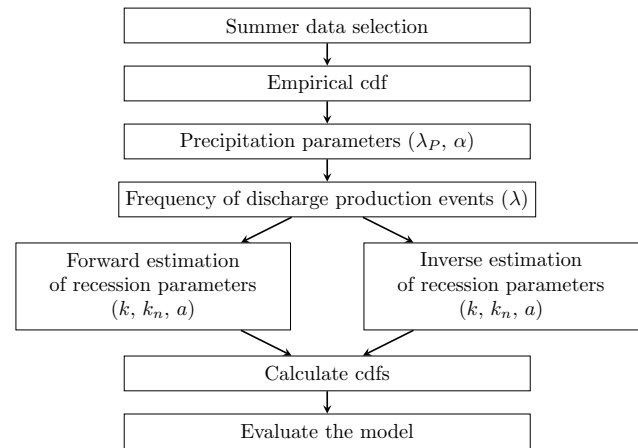 Summer data selection
Empirical cdf
Precipitation parameters (λ_P, α)
Frequency of discharge production events (λ)
Forward estimation
of recession parameters
(k, k_n, a)
Inverse estimation
of recession parameters
(k, k_n, a)
Calculate cdfs
Evaluate the model